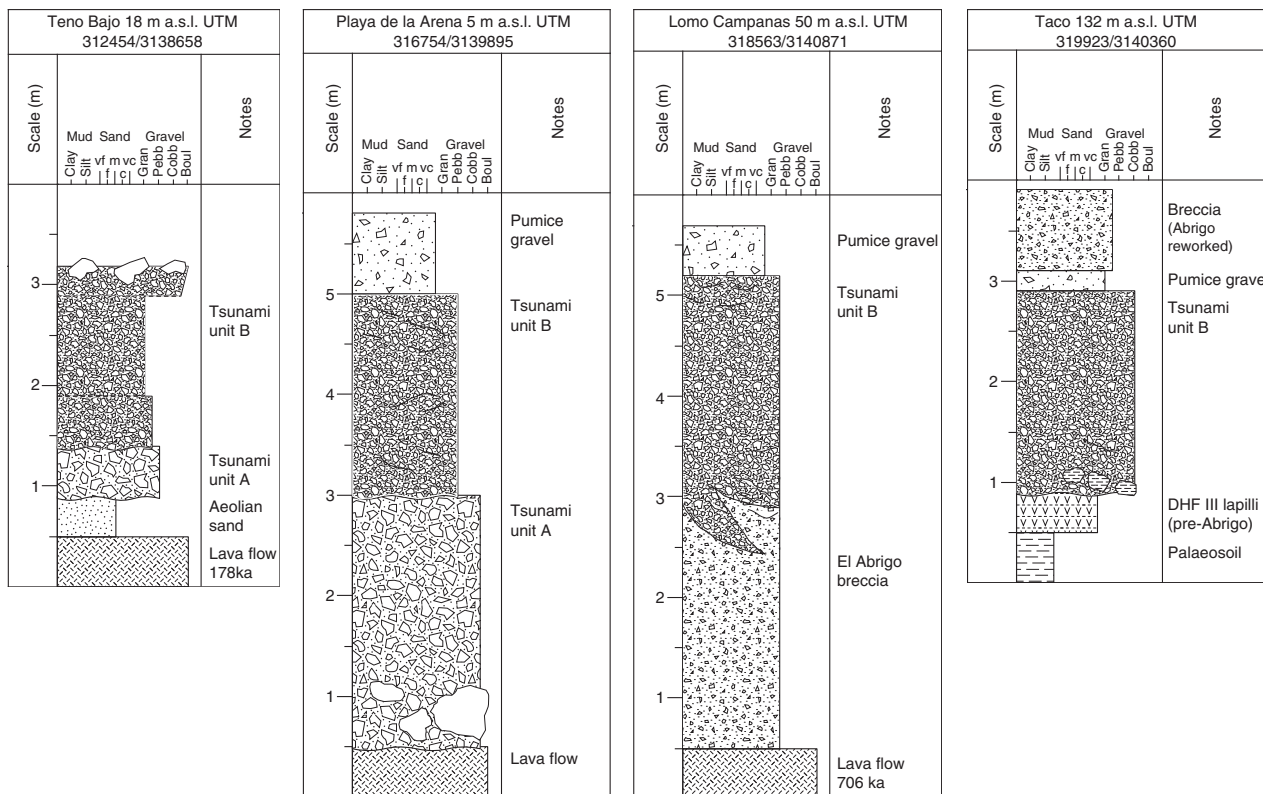 Teno Bajo 18 m a.s.l. UTM
312454/3138658
Scale (m)
Mud Sand Gravel
Clay
Silt
vf m vc
f c
Gran
Pebb
Cobb
Boul
Notes
3
2
1
Tsunami
unit B
Tsunami
unit A
Aeolian
sand
Lava flow
178ka
Playa de la Arena 5 m a.s.l. UTM
316754/3139895
Scale (m)
Mud Sand Gravel
Clay
Silt
vf m vc
f c
Gran
Pebb
Cobb
Boul
Notes
5
4
3
2
1
Pumice
gravel
Tsunami
unit B
Tsunami
unit A
Lava flow
Lomo Campanas 50 m a.s.l. UTM
318563/3140871
Scale (m)
Mud Sand Gravel
Clay
Silt
vf m vc
f c
Gran
Pebb
Cobb
Boul
Notes
5
4
3
2
1
Pumice gravel
Tsunami
unit B
El Abrigo
breccia
Lava flow
706 ka
Taco 132 m a.s.l. UTM
319923/3140360
Scale (m)
Mud Sand Gravel
Clay
Silt
vf m vc
f c
Gran
Pebb
Cobb
Boul
Notes
3
2
1
Breccia
(Abrigo
reworked)
Pumice grave
Tsunami
unit B
DHF III lapilli
(pre-Abrigo)
Palaeosoil